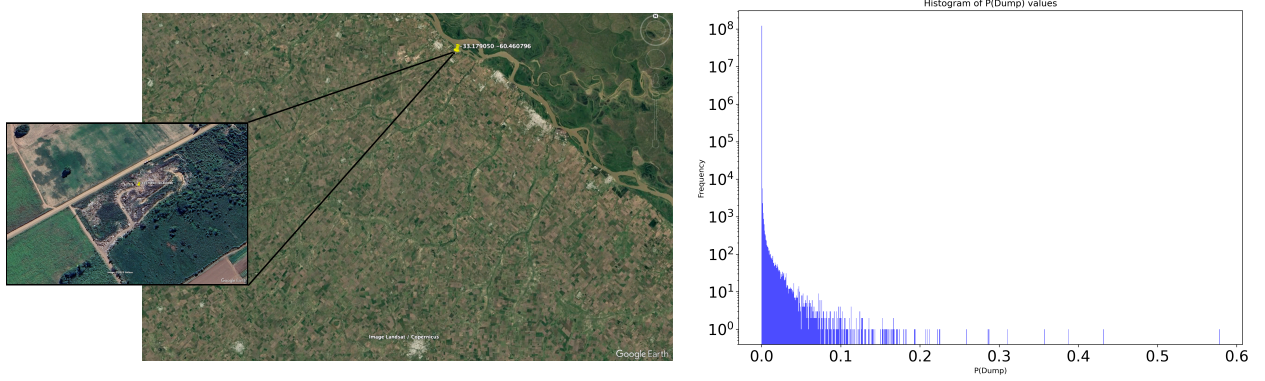 -33.179050 -60.460796
Image Landsat / Copernicus
Google Earth
Histogram of P(Dump) values
Frequency
10⁸
10⁷
10⁶
10⁵
10⁴
10³
10²
10¹
10⁰
0.0 0.1 0.2 0.3 0.4 0.5 0.6
P(Dump)